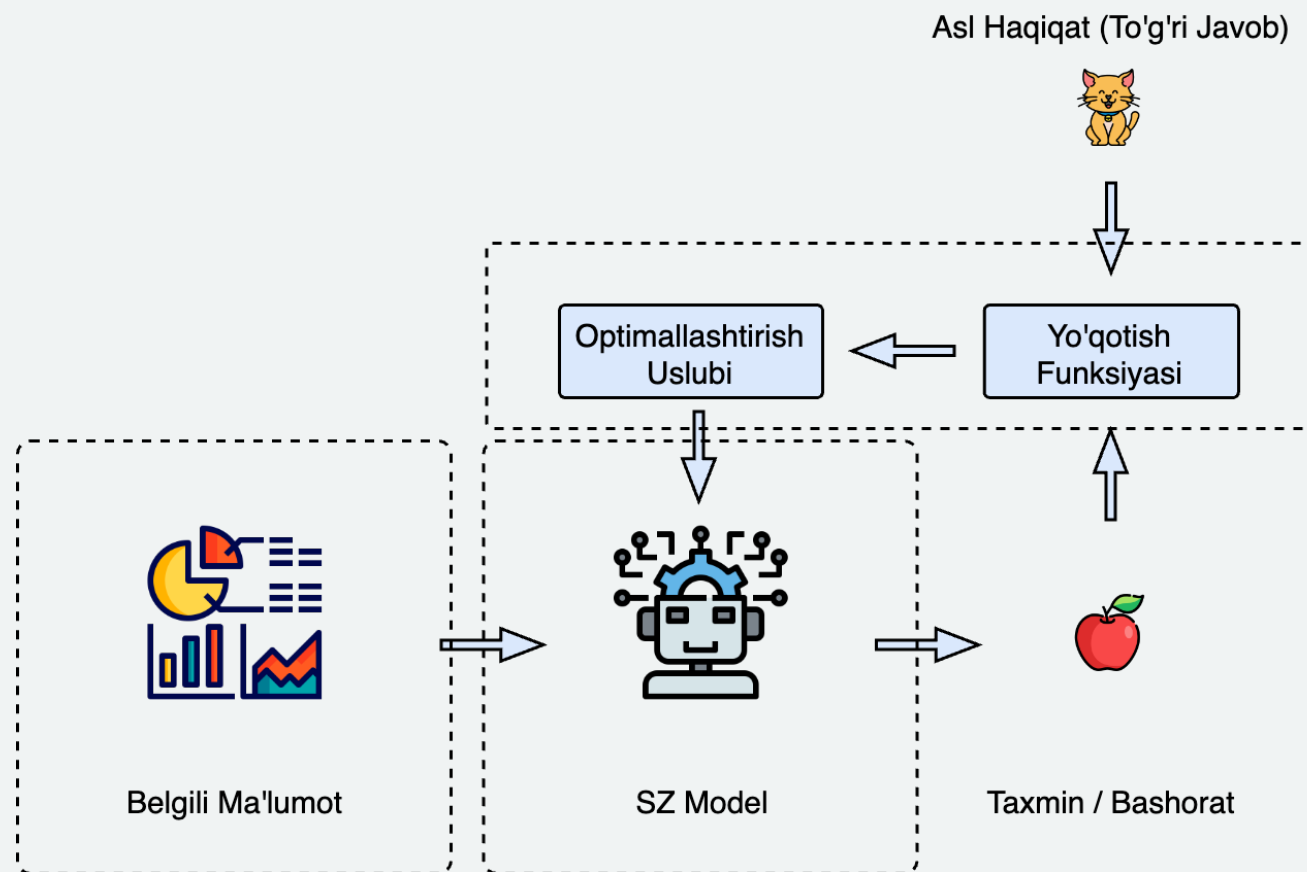 Asl Haqiqat (To'g'ri Javob)
Optimallashtirish
Uslubi
Yo'qotish
Funksiyasi
Belgili Ma'lumot
SZ Model
Taxmin / Bashorat